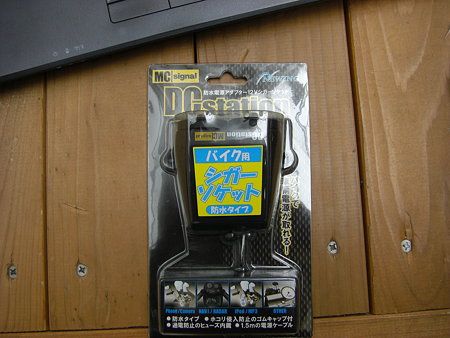 MC signal
NEWING
防水電源アダプター12Vシガーソケット
DC station
バイク用
シガー
ソケット
防水タイプ
電源が取れる!
Phone/Camera NAVI / RADAR iPod / MP3 OTHER
●防水タイプ ●ホコリ侵入防止のゴムキャップ付
●過電防止のヒューズ内蔵 ●1.5mの電源ケーブル